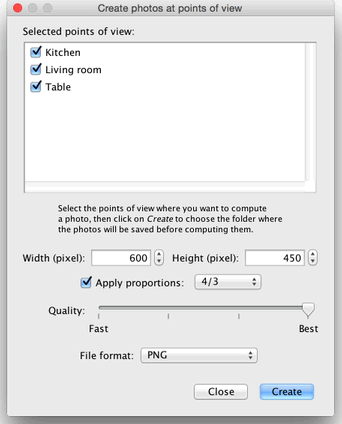 Create photos at points of view
Selected points of view:
Kitchen
Living room
Table
Select the points of view where you want to compute
a photo, then click on Create to choose the folder where
the photos will be saved before computing them.
Width (pixel): 600 Height (pixel): 450
Apply proportions: 4/3
Quality:
Fast Best
File format: PNG
Close Create